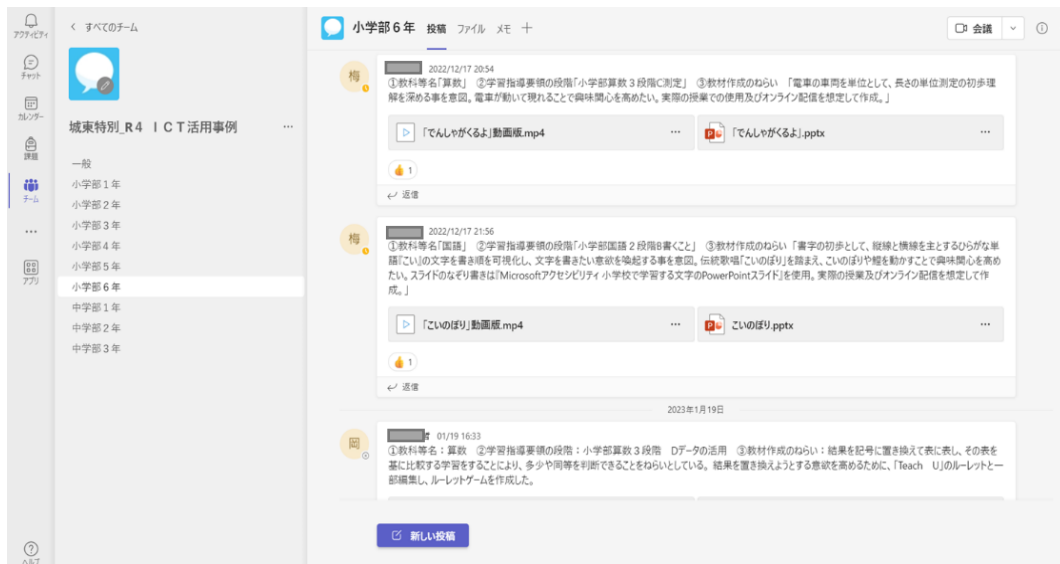 アクティビティ
チャット
カレンダー
課題
チーム
アプリ
ヘルプ
すべてのチーム
城東特別_R4 ＩＣＴ活用事例
一般
小学部１年
小学部２年
小学部３年
小学部４年
小学部５年
小学部６年
中学部１年
中学部２年
中学部３年
小学部６年 投稿 ファイル メモ
会議
梅
2022/12/17 20:54
①教科等名「算数」 ②学習指導要領の段階「小学部算数３段階C測定」 ③教材作成のねらい 「電車の車両を単位として、長さの単位測定の初歩理
解を深める事を意図。電車が動いて現れることで興味関心を高めたい。実際の授業での使用及びオンライン配信を想定して作成。」
「でんしゃがくるよ」動画版.mp4
「でんしゃがくるよ」.pptx
1
返信
梅
2022/12/17 21:56
①教科等名「国語」 ②学習指導要領の段階「小学部国語２段階B書くこと」 ③教材作成のねらい 「書字の初歩として、縦線と横線を主とするひらがな単
語『こい』の文字を書き順を可視化し、文字を書きたい意欲を喚起する事を意図。伝統歌唱「こいのぼり」を踏まえ、こいのぼりや鯉を動かすことで興味関心を高め
たい。スライドのなぞり書きは『Microsoftアクセシビリティ 小学校で学習する文字のPowerPointスライド』を使用。実際の授業及びオンライン配信を想定して作
成。」
「こいのぼり」動画版.mp4
こいのぼり.pptx
1
返信
2023年1月19日
岡
01/19 16:33
①教科等名：算数 ②学習指導要領の段階：小学部算数３段階 Dデータの活用 ③教材作成のねらい：結果を記号に置き換えて表に表し、その表を
基に比較する学習をすることにより、多少や同等を判断できることをねらいとしている。結果を置き換えようとする意欲を高めるために、「Teach U」のルーレットと一
部編集し、ルーレットゲームを作成した。
新しい投稿